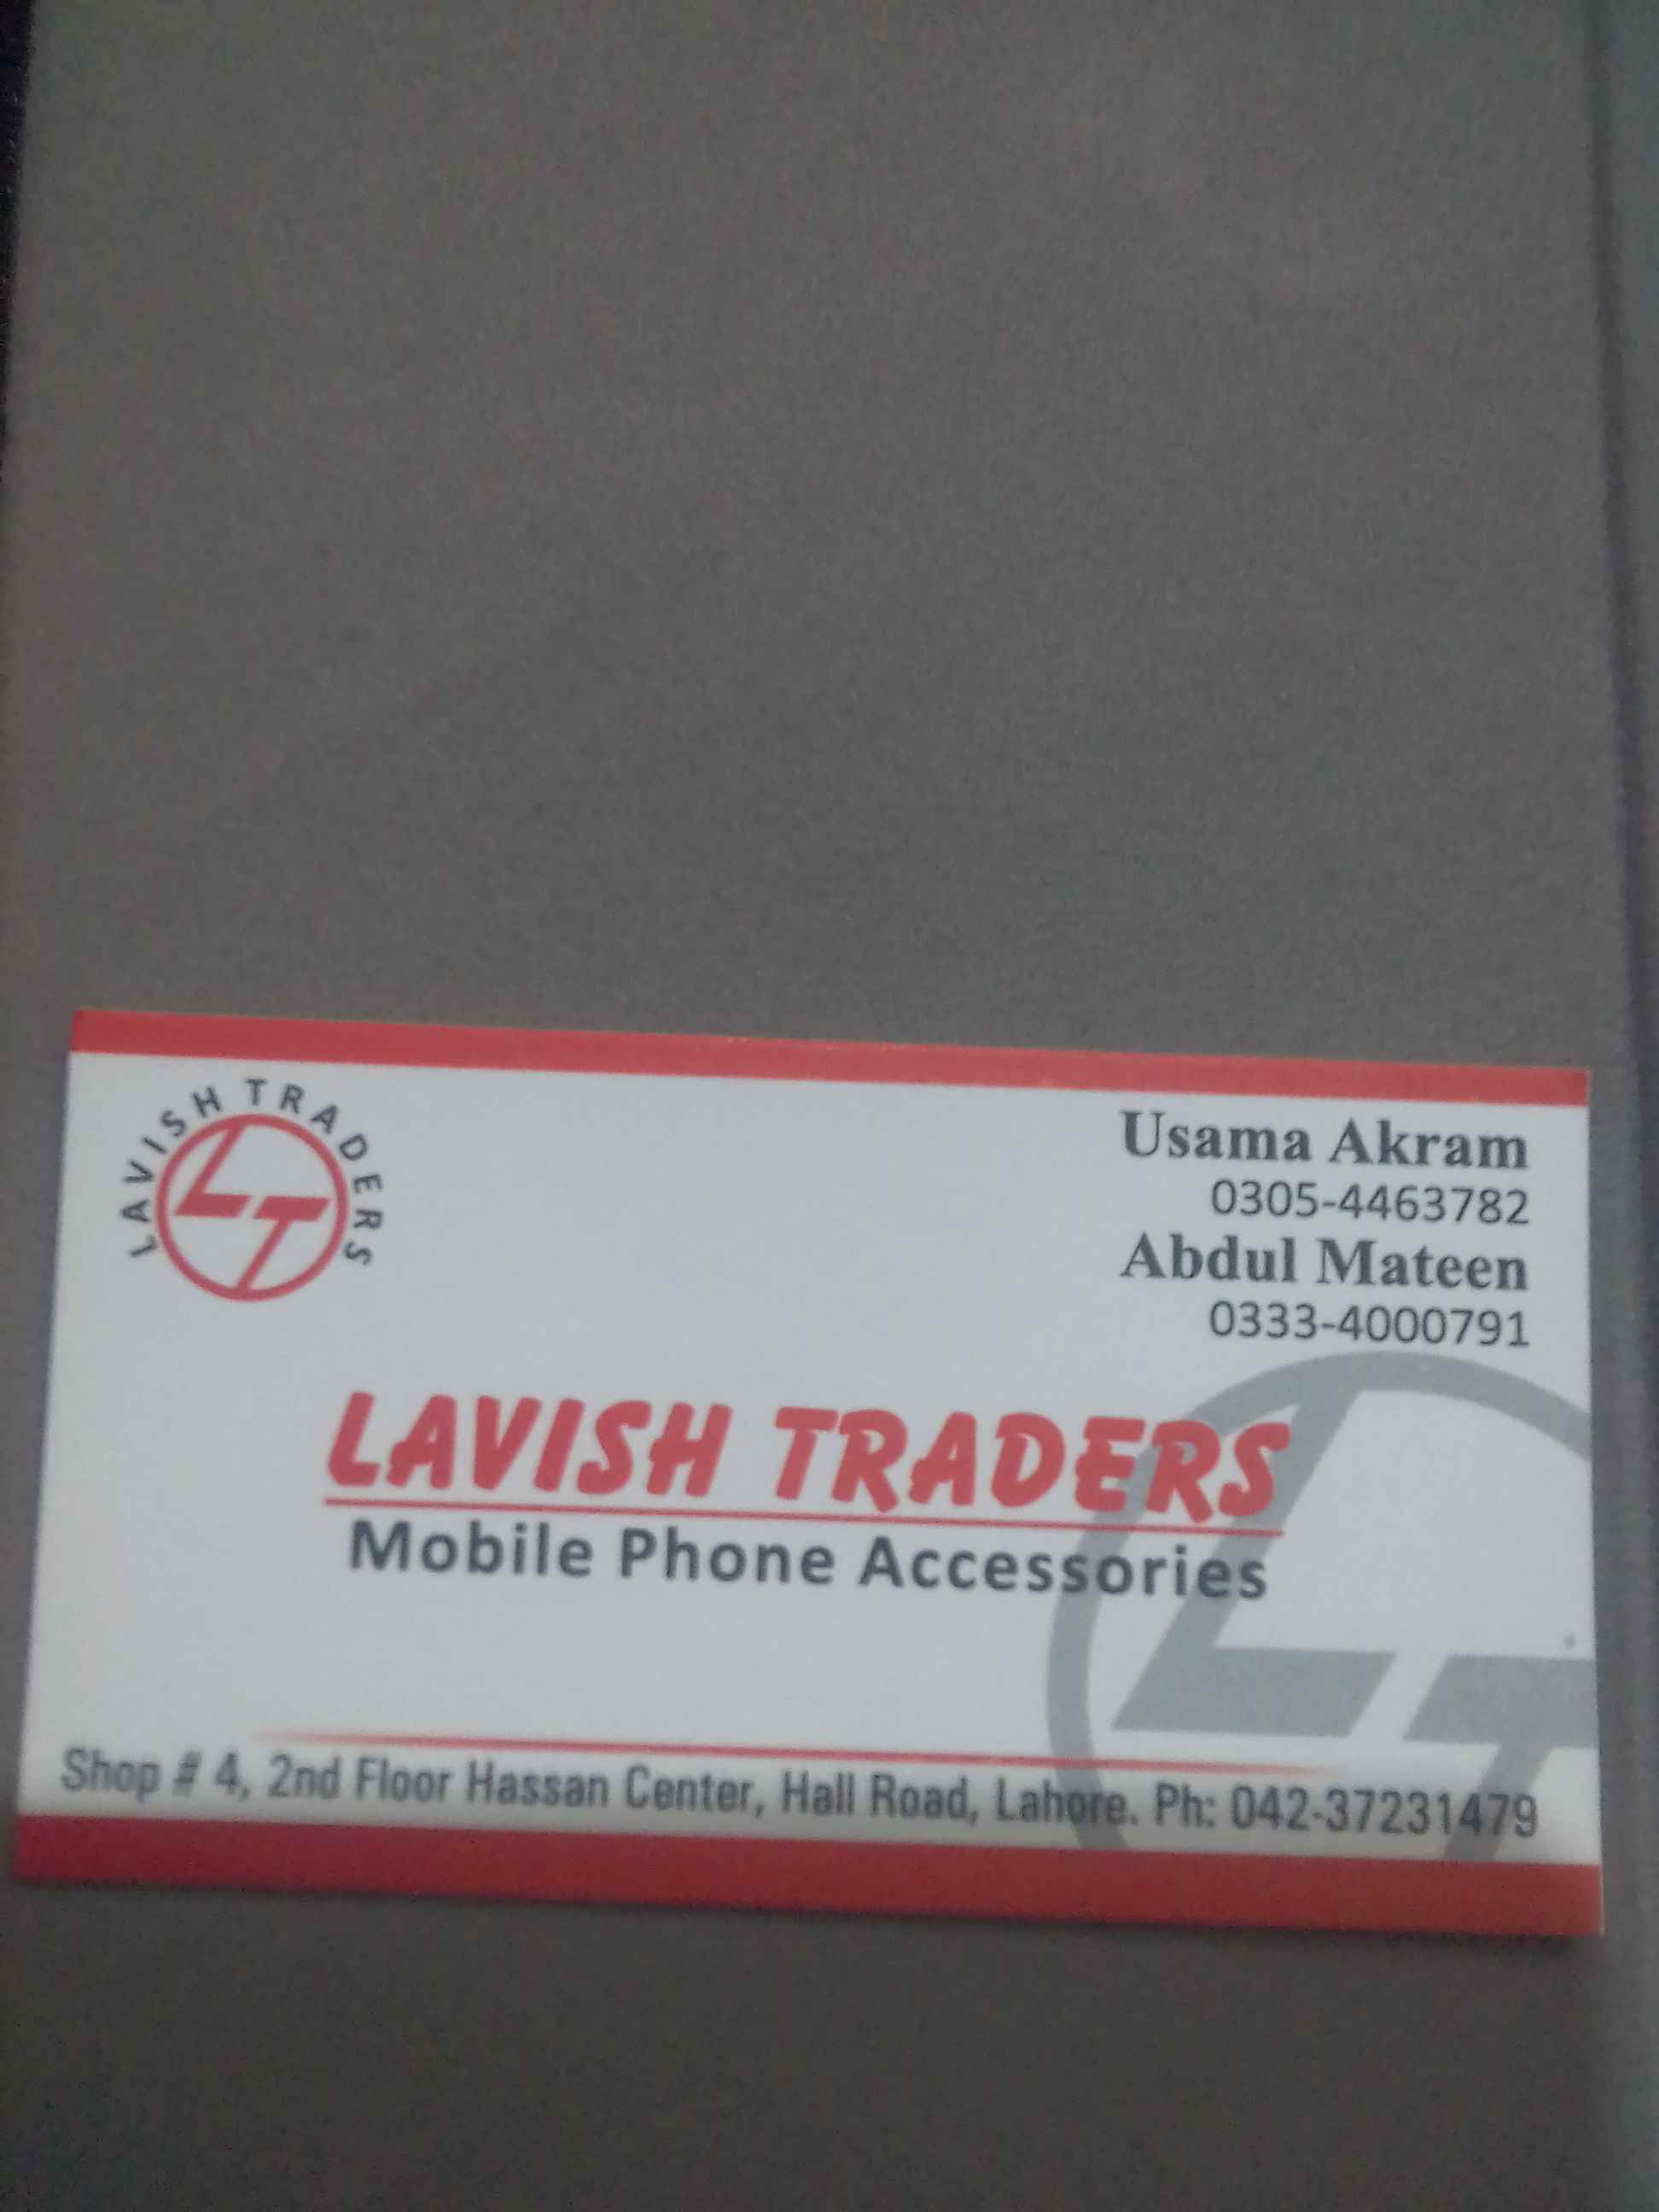 LAVISH TRADERS
LT
Usama Akram
0305-4463782
Abdul Mateen
0333-4000791
LAVISH TRADERS
Mobile Phone Accessories
LT
Shop # 4, 2nd Floor Hassan Center, Hall Road, Lahore. Ph: 042-37231479